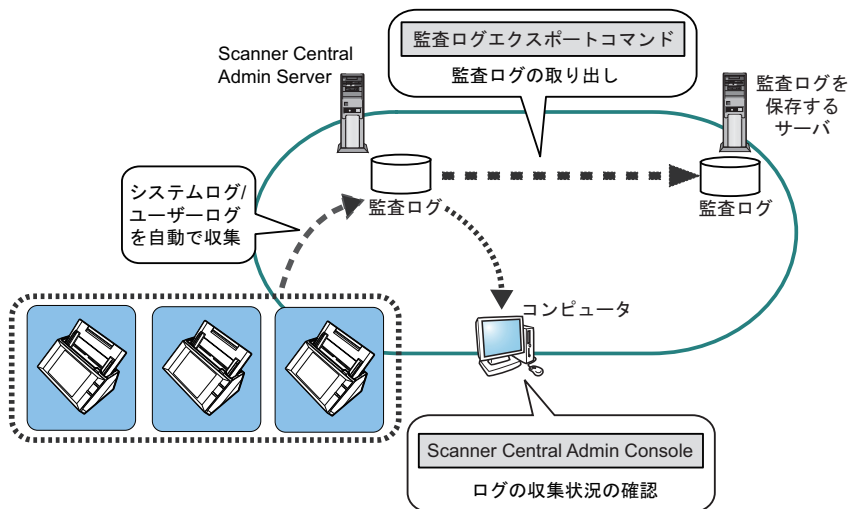 監査ログエクスポートコマンド
監査ログの取り出し
Scanner Central
Admin Server
監査ログを
保存する
サーバ
システムログ/
ユーザーログ
を自動で収集
監査ログ
監査ログ
コンピュータ
Scanner Central Admin Console
ログの収集状況の確認